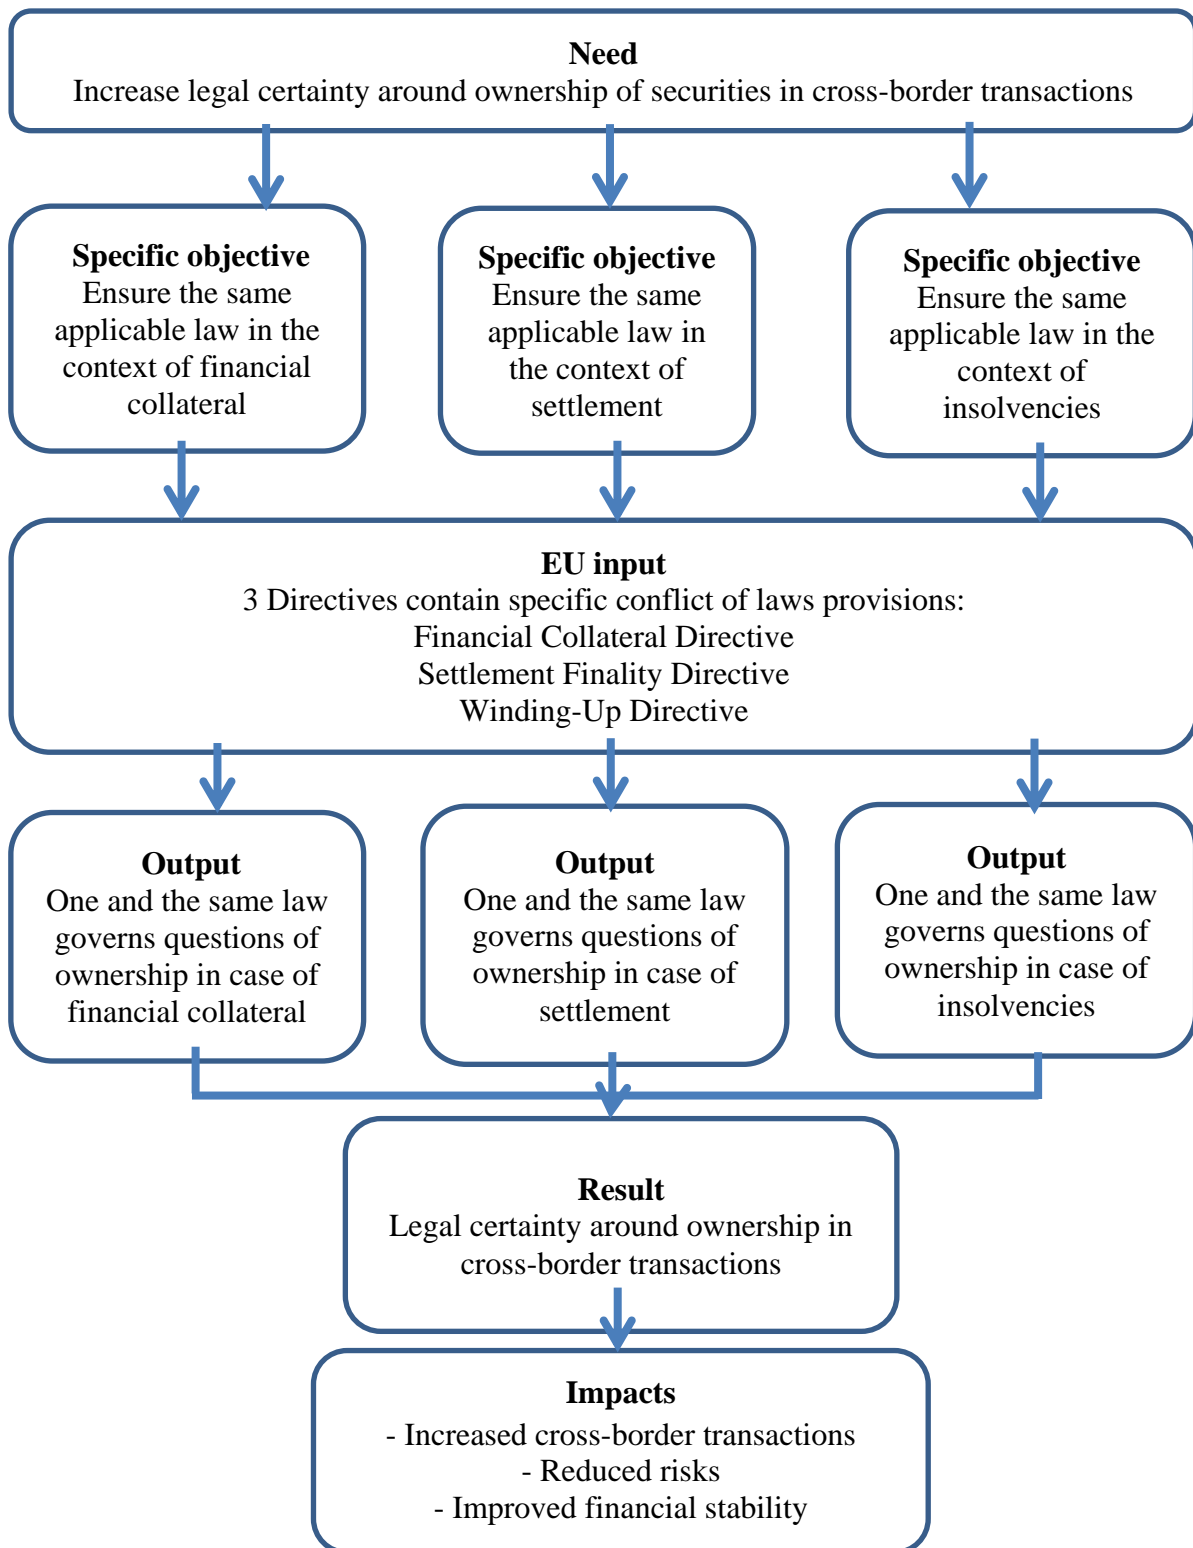 Need
Increase legal certainty around ownership of securities in cross-border transactions
Specific objective
Ensure the same
applicable law in the
context of financial
collateral
Specific objective
Ensure the same
applicable law in
the context of
settlement
Specific objective
Ensure the same
applicable law in the
context of
insolvencies
EU input
3 Directives contain specific conflict of laws provisions:
Financial Collateral Directive
Settlement Finality Directive
Winding-Up Directive
Output
One and the same law
governs questions of
ownership in case of
financial collateral
Output
One and the same law
governs questions of
ownership in case of
settlement
Output
One and the same law
governs questions of
ownership in case of
insolvencies
Result
Legal certainty around ownership in
cross-border transactions
Impacts
- Increased cross-border transactions
- Reduced risks
- Improved financial stability